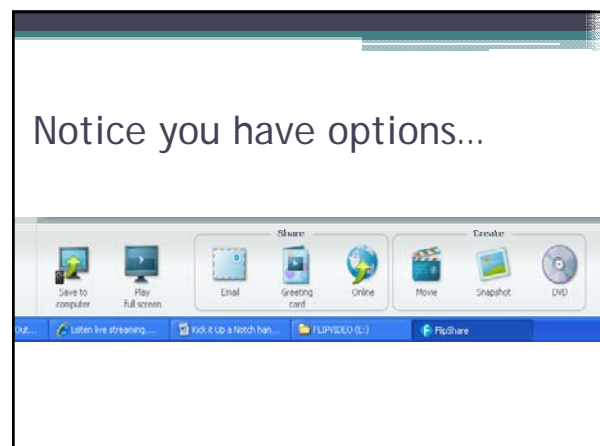 Notice you have options...
Share
Create
Save to computer
Play full screen
Email
Greeting card
Online
Movie
Snapshot
DVD
Out...
Listen live streaming....
Kick it Up a Notch han...
FLIPVIDEO (E:)
FlipShare